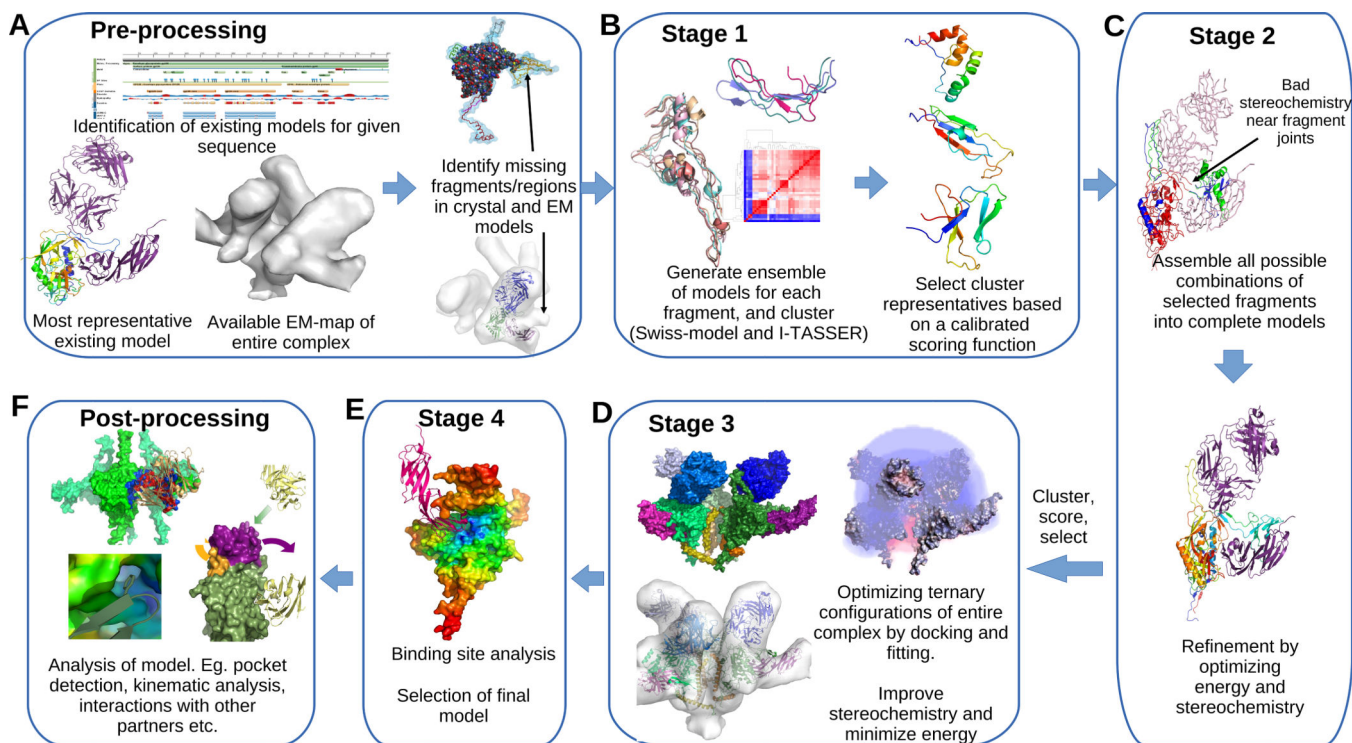 A
Pre-processing
Identification of existing models for given
sequence
Most representative
existing model
Available EM-map of
entire complex
Identify missing
fragments/regions
in crystal and EM
models
B
Stage 1
Generate ensemble
of models for each
fragment, and cluster
(Swiss-model and I-TASSER)
Select cluster
representatives based
on a calibrated
scoring function
C
Stage 2
Bad
stereochemistry
near fragment
joints
Assemble all possible
combinations of
selected fragments
into complete models
Refinement by
optimizing
energy and
stereochemistry
Cluster,
score,
select
D
Stage 3
Optimizing ternary
configurations of entire
complex by docking and
fitting.
Improve
stereochemistry and
minimize energy
E
Stage 4
Binding site analysis
Selection of final
model
F
Post-processing
Analysis of model. Eg. pocket
detection, kinematic analysis,
interactions with other
partners etc.